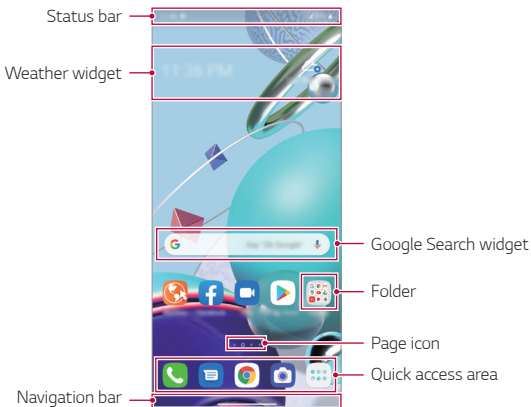 Status bar
Weather widget
11:36 PM
Say "Ok Google"
Google Search widget
Folder
Page icon
Quick access area
Navigation bar